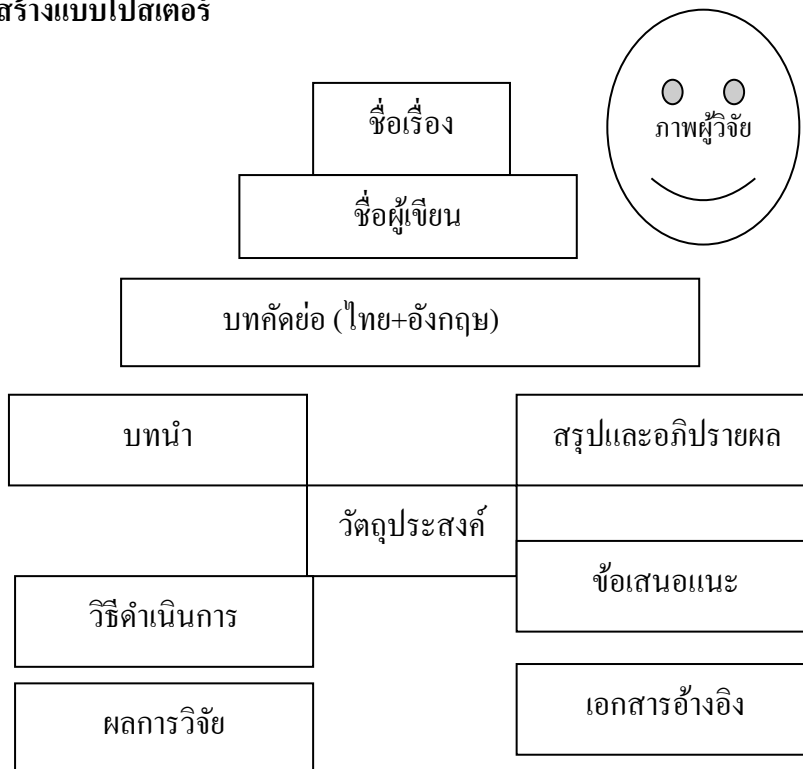 สร้างแบบโปสเตอร์
ชื่อเรื่อง
ภาพผู้วิจัย
ชื่อผู้เขียน
บทคัดย่อ (ไทย+อังกฤษ)
บทนำ
สรุปและอภิปรายผล
วัตถุประสงค์
ข้อเสนอแนะ
วิธีดำเนินการ
เอกสารอ้างอิง
ผลการวิจัย